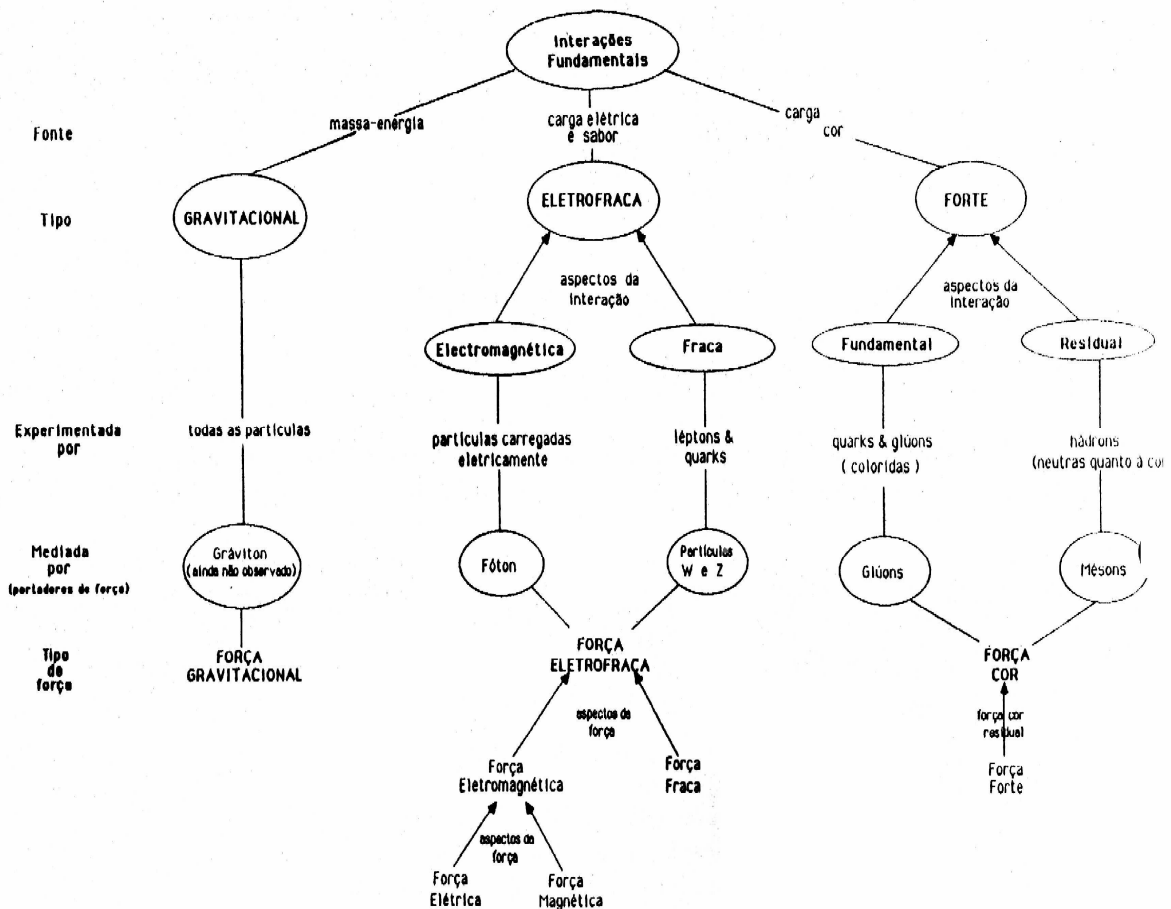 Interações
Fundamentais
Fonte
massa-enérgia
carga elétrica
e sabor
carga
cor
Tipo
GRAVITACIONAL
ELETROFRACA
FORTE
aspectos da
Interação
aspectos da
Interação
Electromagnética
Fraca
Fundamental
Residual
Experimentada
por
todas as partículas
partículas carregadas
eletricamente
léptons &
quarks
quarks & glúons
( coloridas )
hádrons
(neutras quanto à co
Mediada
por
(portadores de força)
Gráviton
(ainda não observado)
Fóton
Partículas
W e Z
Glúons
Mésons
Tipo
de
força
FORÇA
GRAVITACIONAL
FORÇA
ELETROFRACA
FORÇA
COR
aspectos da
força
força cor
residual
Força
Eletromagnética
Força
Fraca
Força
Forte
aspectos da
força
Força
Elétrica
Força
Magnética